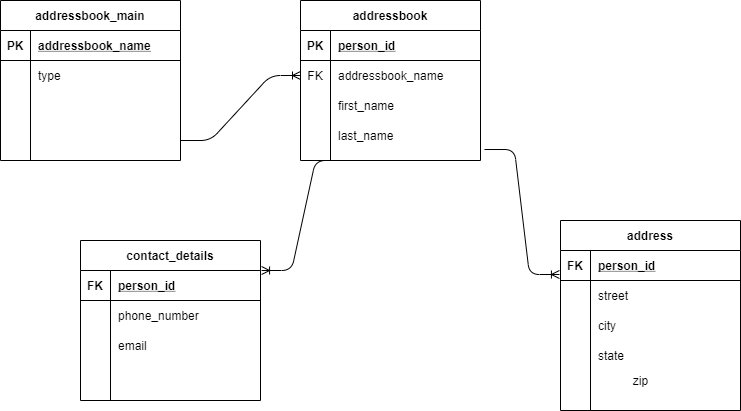 addressbook_main
PK addressbook_name
type
addressbook
PK person_id
FK addressbook_name
first_name
last_name
contact_details
FK person_id
phone_number
email
address
FK person_id
street
city
state
zip